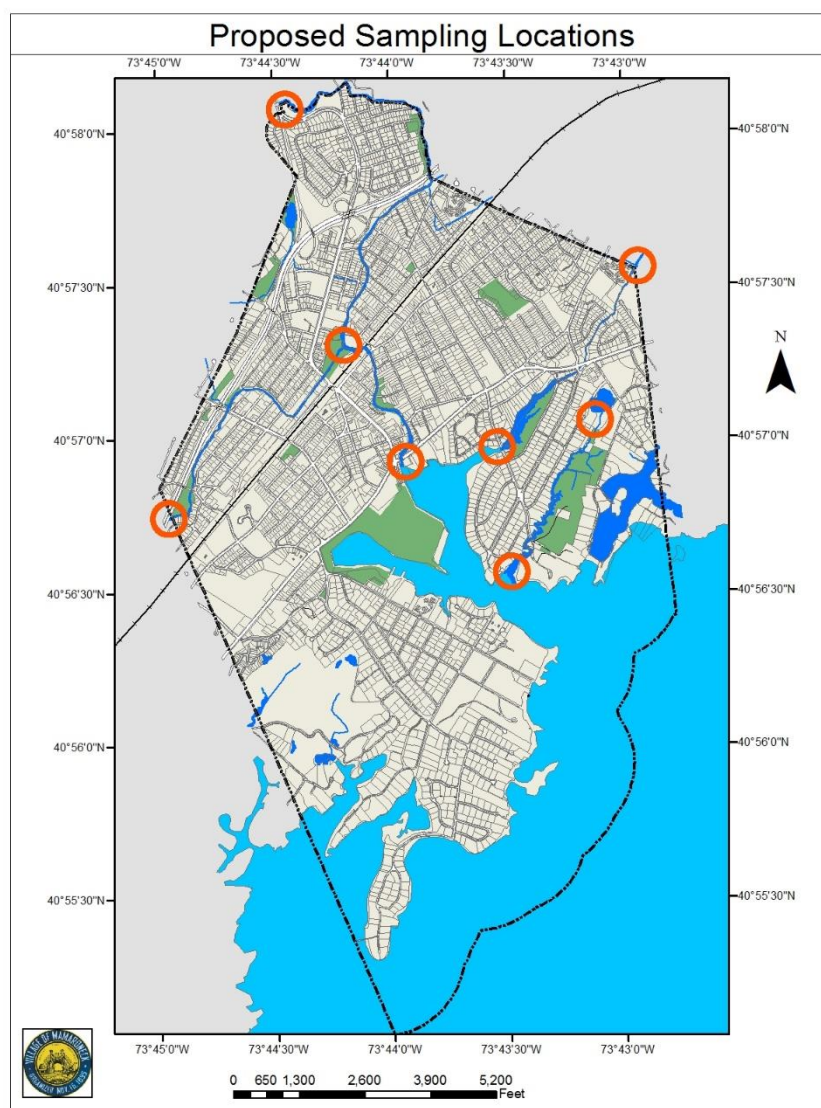 Proposed Sampling Locations
73°45'0"W 73°44'30"W 73°44'0"W 73°43'30"W 73°43'0"W
40°58'0"N 40°58'0"N
40°57'30"N 40°57'30"N
N
40°57'0"N 40°57'0"N
40°56'30"N 40°56'30"N
40°56'0"N 40°56'0"N
40°55'30"N 40°55'30"N
73°45'0"W 73°44'30"W 73°44'0"W 73°43'30"W 73°43'0"W
VILLAGE OF MAMARONECK
0 650 1,300 2,600 3,900 5,200
Feet